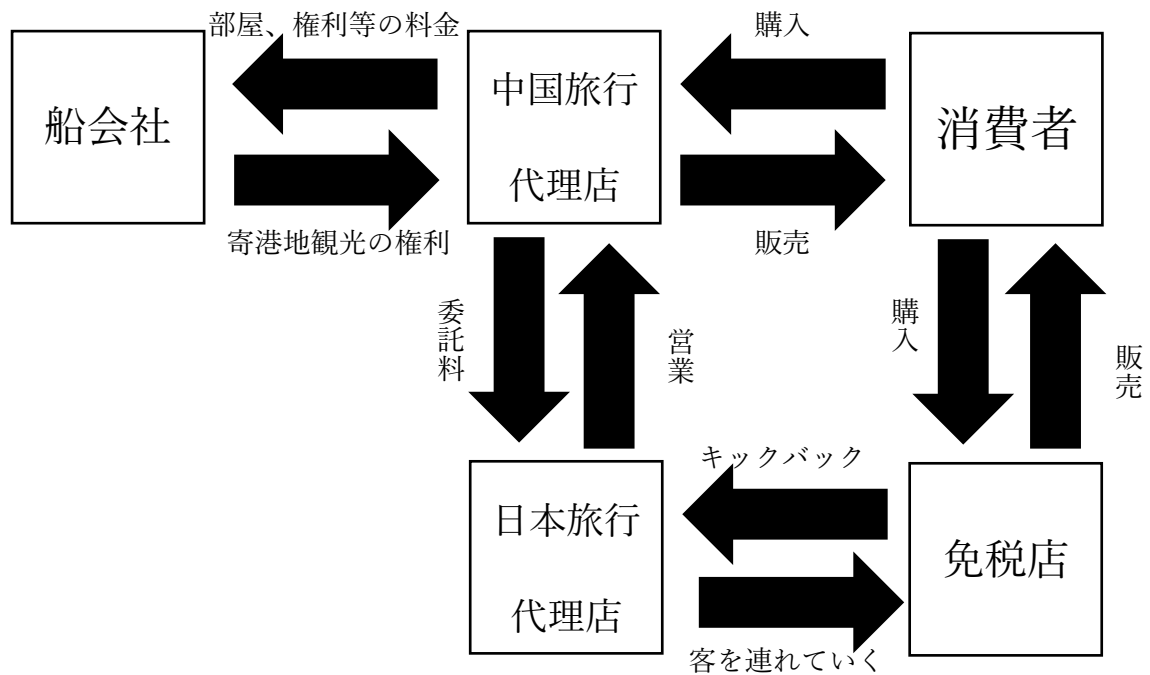 部屋、権利等の料金
購入
船会社
中国旅行
代理店
消費者
寄港地観光の権利
販売
委託料
営業
購入
販売
キックバック
日本旅行
代理店
免税店
客を連れていく